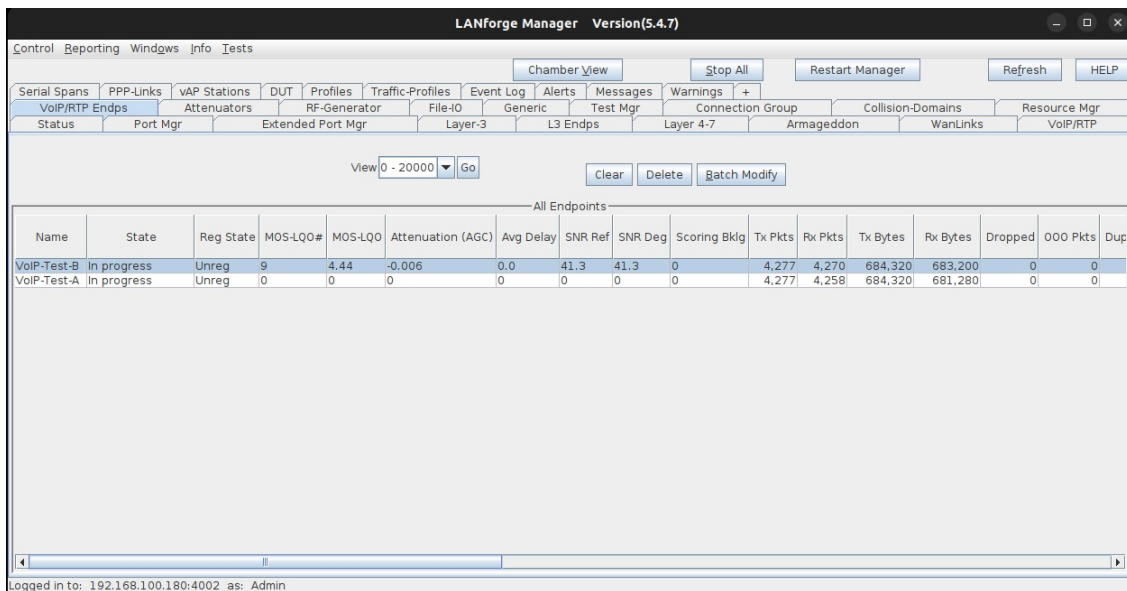 LANforge Manager Version(5.4.7)
Control Reporting Windows Info Tests
Chamber View Stop All Restart Manager Refresh HELP
Serial Spans PPP-Links vAP Stations DUT Profiles Traffic-Profiles Event Log Alerts Messages Warnings +
VoIP/RTP Endps Attenuators RF-Generator File-IO Generic Test Mgr Connection Group Collision-Domains Resource Mgr
Status Port Mgr Extended Port Mgr Layer-3 L3 Endps Layer 4-7 Armageddon WanLinks VoIP/RTP
View 0 - 20000 Go Clear Delete Batch Modify
All Endpoints
Name State Reg State MOS-LQO# MOS-LQO Attenuation (AGC) Avg Delay SNR Ref SNR Deg Scoring Bklg Tx Pkts Rx Pkts Tx Bytes Rx Bytes Dropped OOO Pkts Dup
VoIP-Test-B In progress Unreg 9 4.44 -0.006 0.0 41.3 41.3 0 4,277 4,270 684,320 683,200 0 0
VoIP-Test-A In progress Unreg 0 0 0 0 0 0 0 4,277 4,258 684,320 681,280 0 0
Logged in to: 192.168.100.180:4002 as: Admin